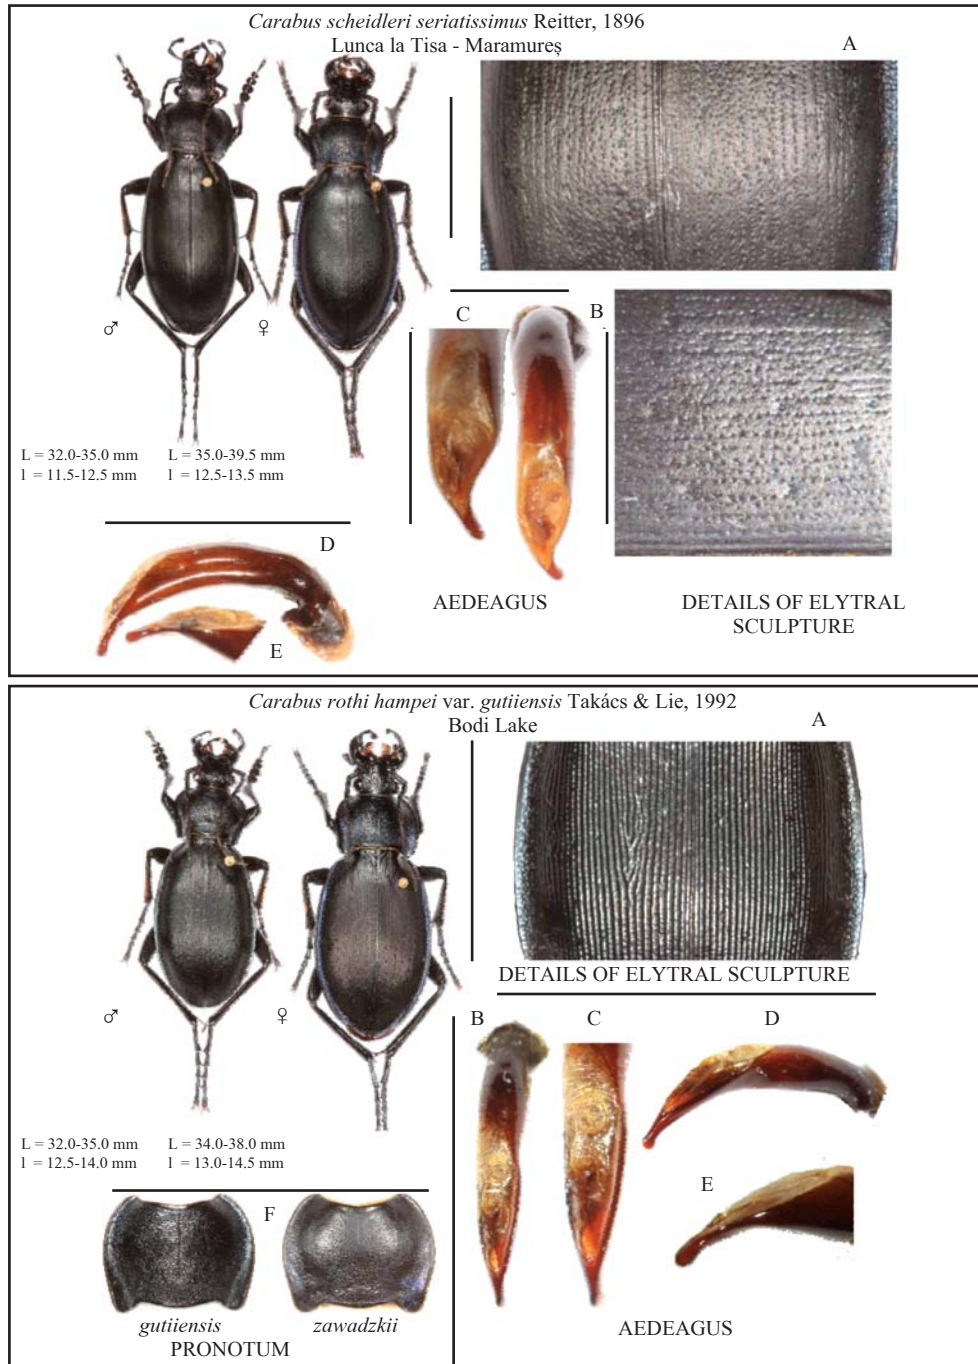 Carabus scheidleri seriatissimus Reitter, 1896
Lunca la Tisa - Maramureș
A
♂
♀
C
B
L = 32.0-35.0 mm
L = 35.0-39.5 mm
l = 11.5-12.5 mm
l = 12.5-13.5 mm
D
E
AEDEAGUS
DETAILS OF ELYTRAL
SCULPTURE
Carabus rothi hampei var. gutiiensis Takács & Lie, 1992
Bodi Lake
A
♂
♀
DETAILS OF ELYTRAL SCULPTURE
B
C
D
E
L = 32.0-35.0 mm
L = 34.0-38.0 mm
l = 12.5-14.0 mm
l = 13.0-14.5 mm
F
gutiiensis
zawadzkii
PRONOTUM
AEDEAGUS